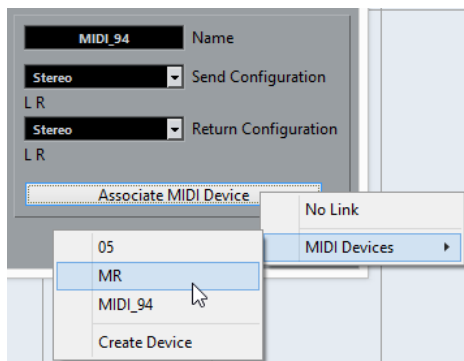 MIDI_94 Name
Stereo Send Configuration
L R
Stereo Return Configuration
L R
Associate MIDI Device
No Link
MIDI Devices
05
MR
MIDI_94
Create Device